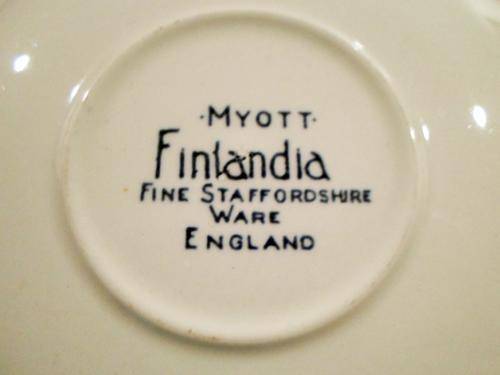 ·MYOTT·
Finlandia
FINE STAFFORDSHIRE
WARE
ENGLAND